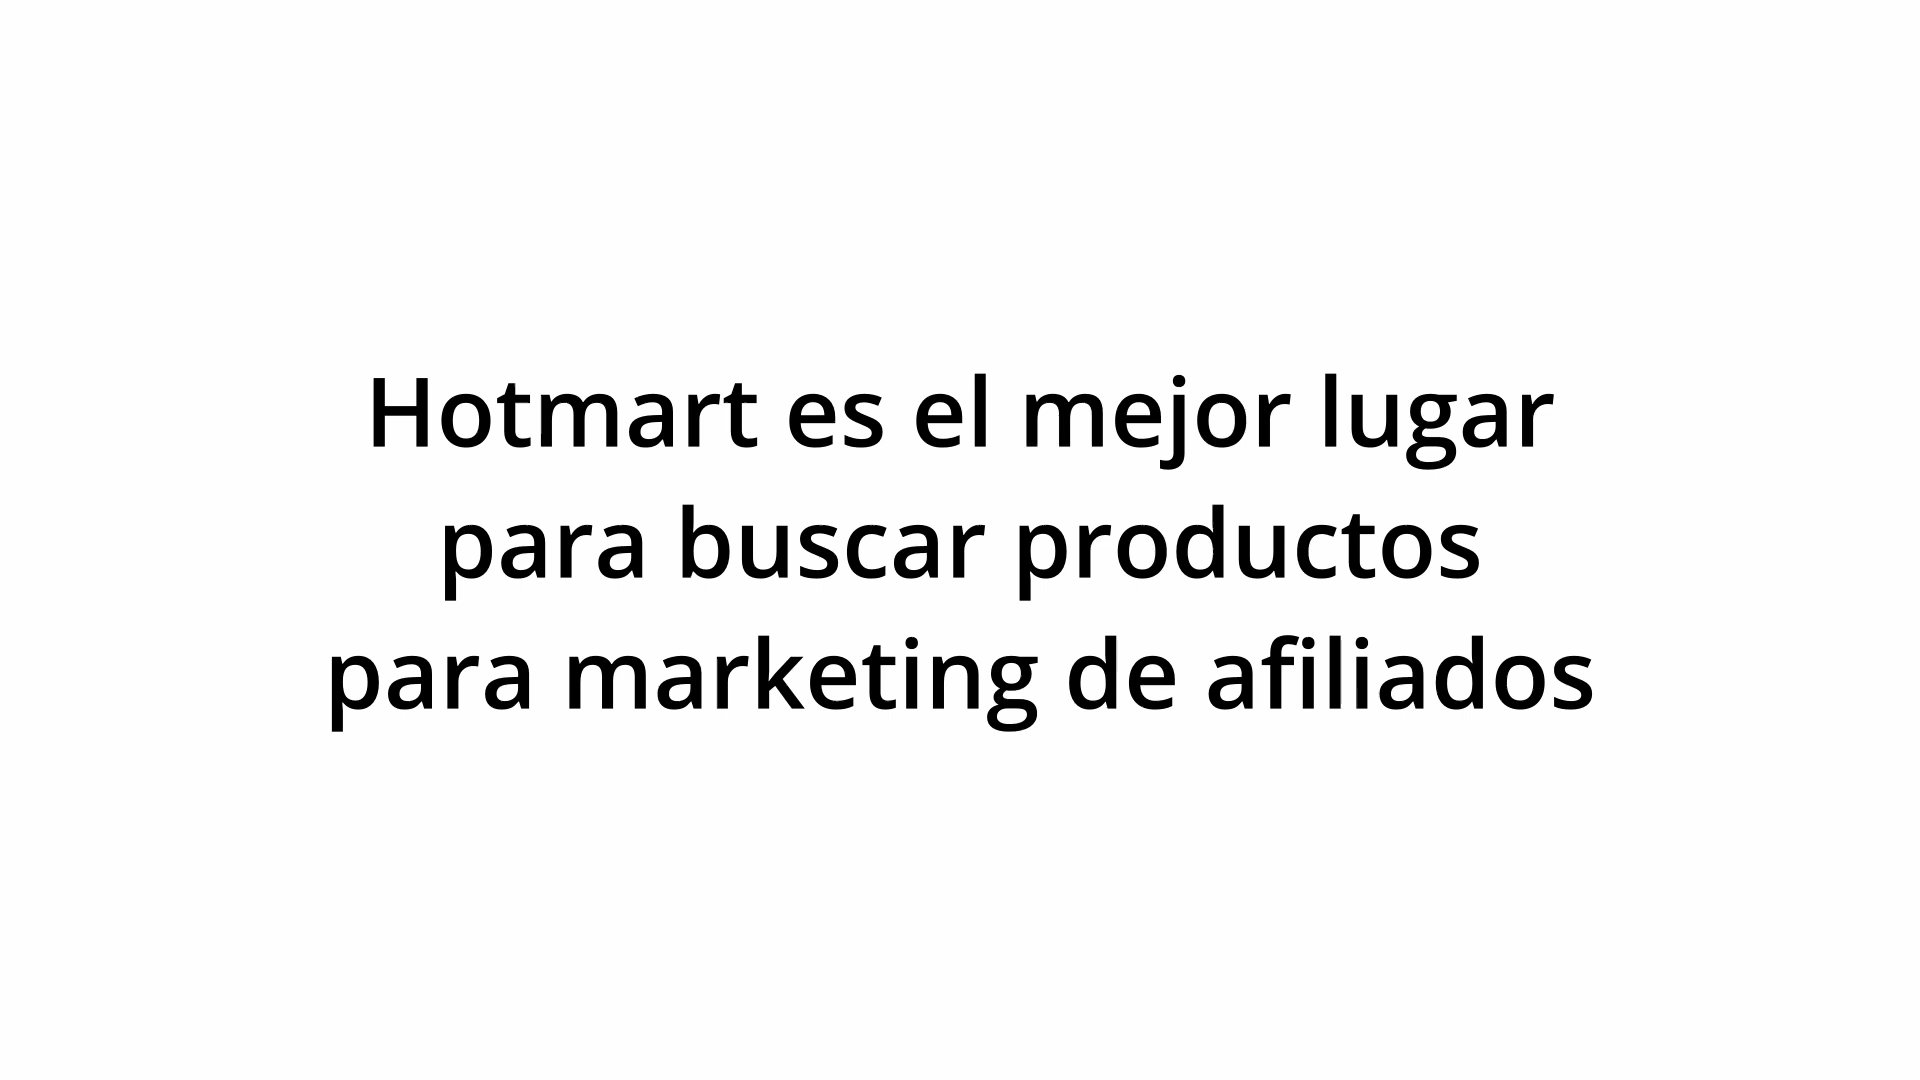 Hotmart es el mejor lugar
para buscar productos
para marketing de afiliados